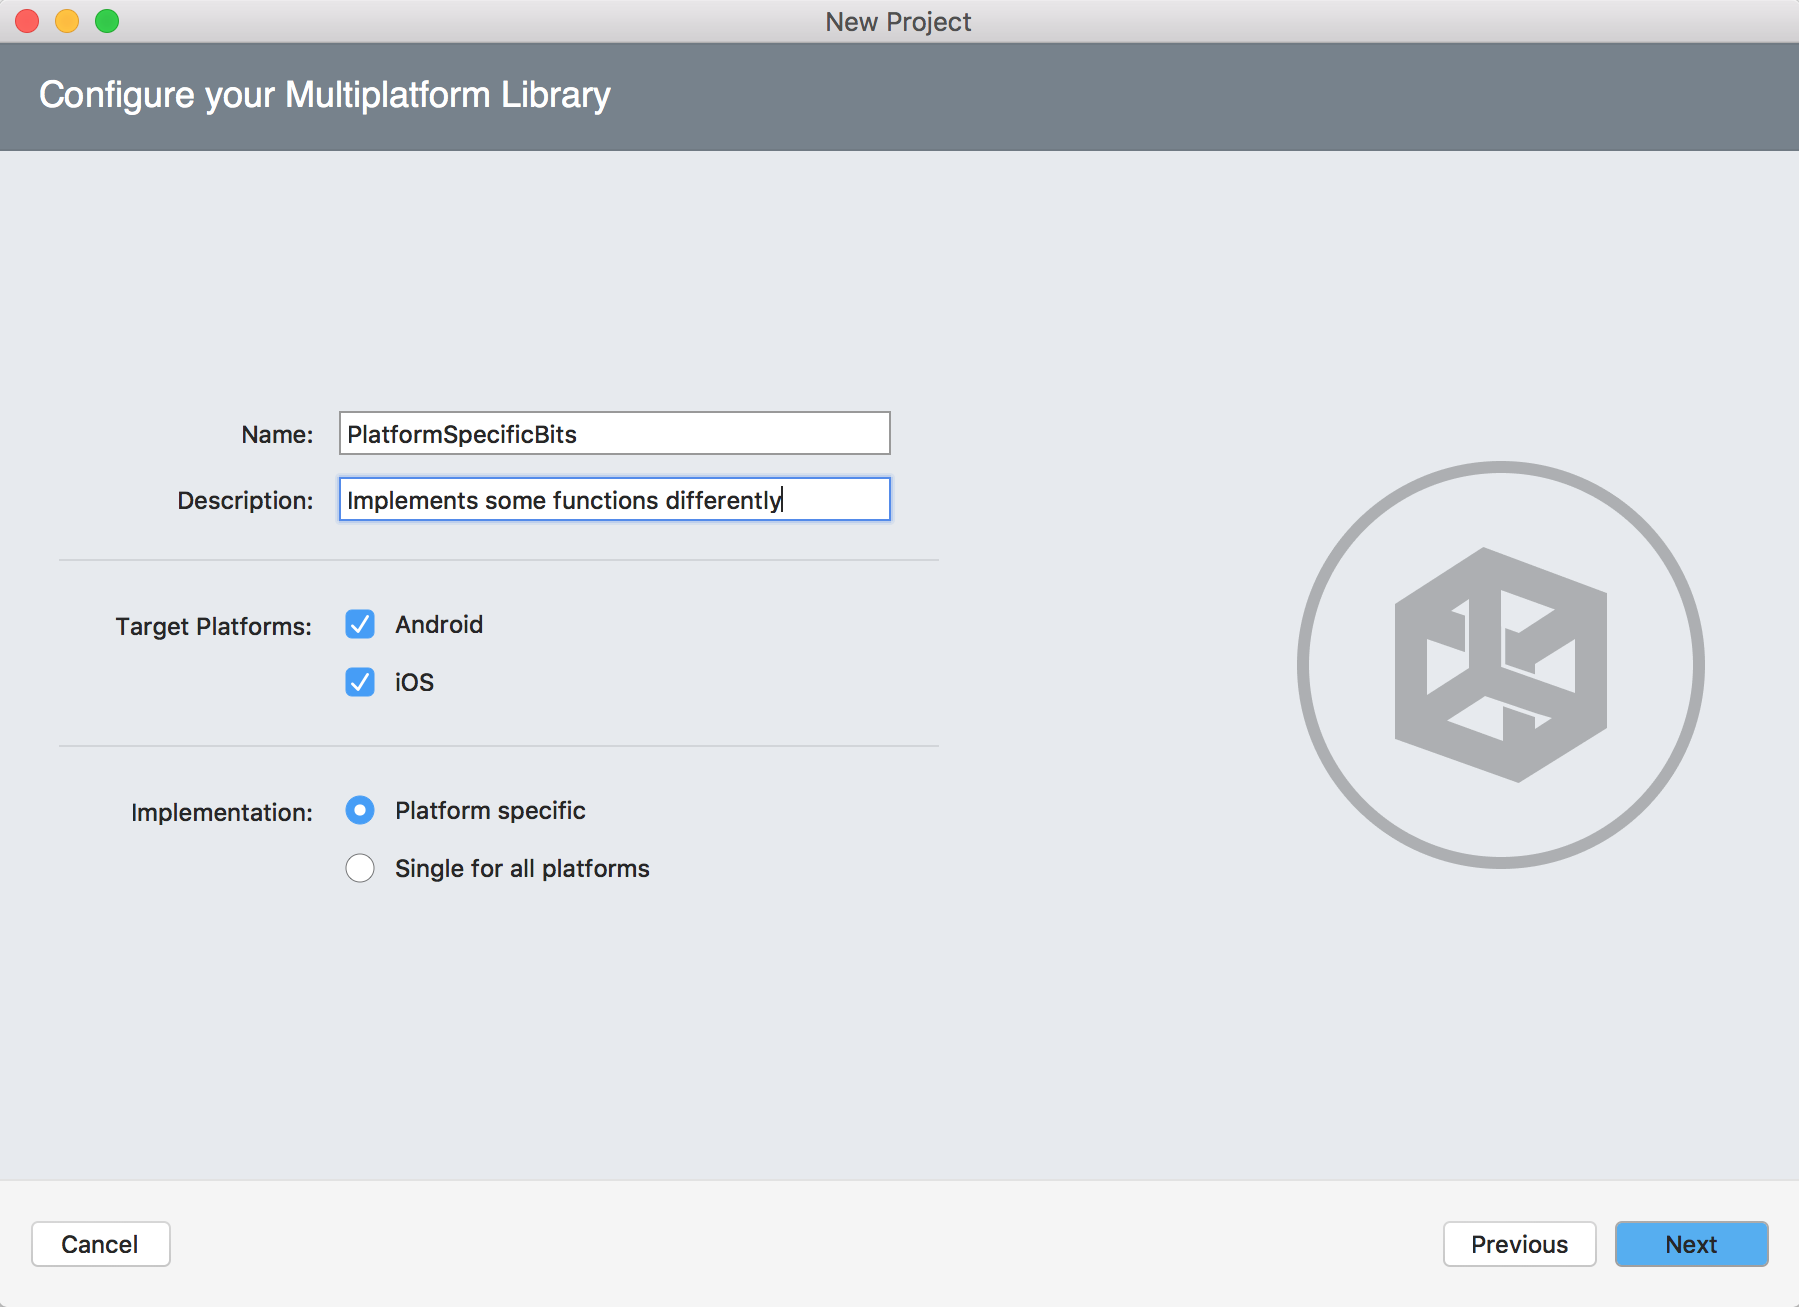 New Project
Configure your Multiplatform Library
Name: PlatformSpecificBits
Description: Implements some functions differently
Target Platforms: Android
iOS
Implementation: Platform specific
Single for all platforms
Cancel Previous Next